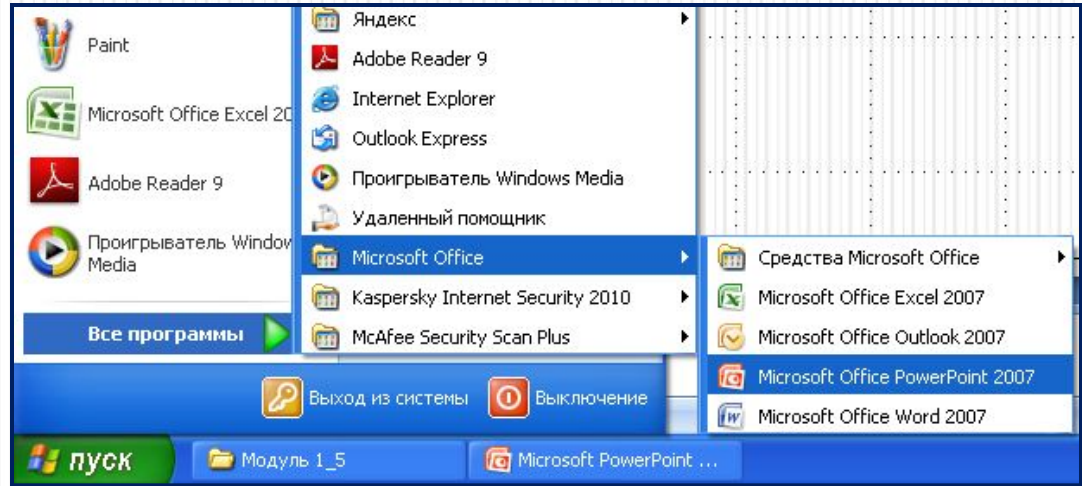 Paint
Microsoft Office Excel 20
Adobe Reader 9
Проигрыватель Window
Media
Все программы
Яндекс
Adobe Reader 9
Internet Explorer
Outlook Express
Проигрыватель Windows Media
Удаленный помощник
Microsoft Office
Kaspersky Internet Security 2010
McAfee Security Scan Plus
Средства Microsoft Office
Microsoft Office Excel 2007
Microsoft Office Outlook 2007
Microsoft Office PowerPoint 2007
Microsoft Office Word 2007
Выход из системы
Выключение
пуск
Модуль 1_5
Microsoft PowerPoint ...